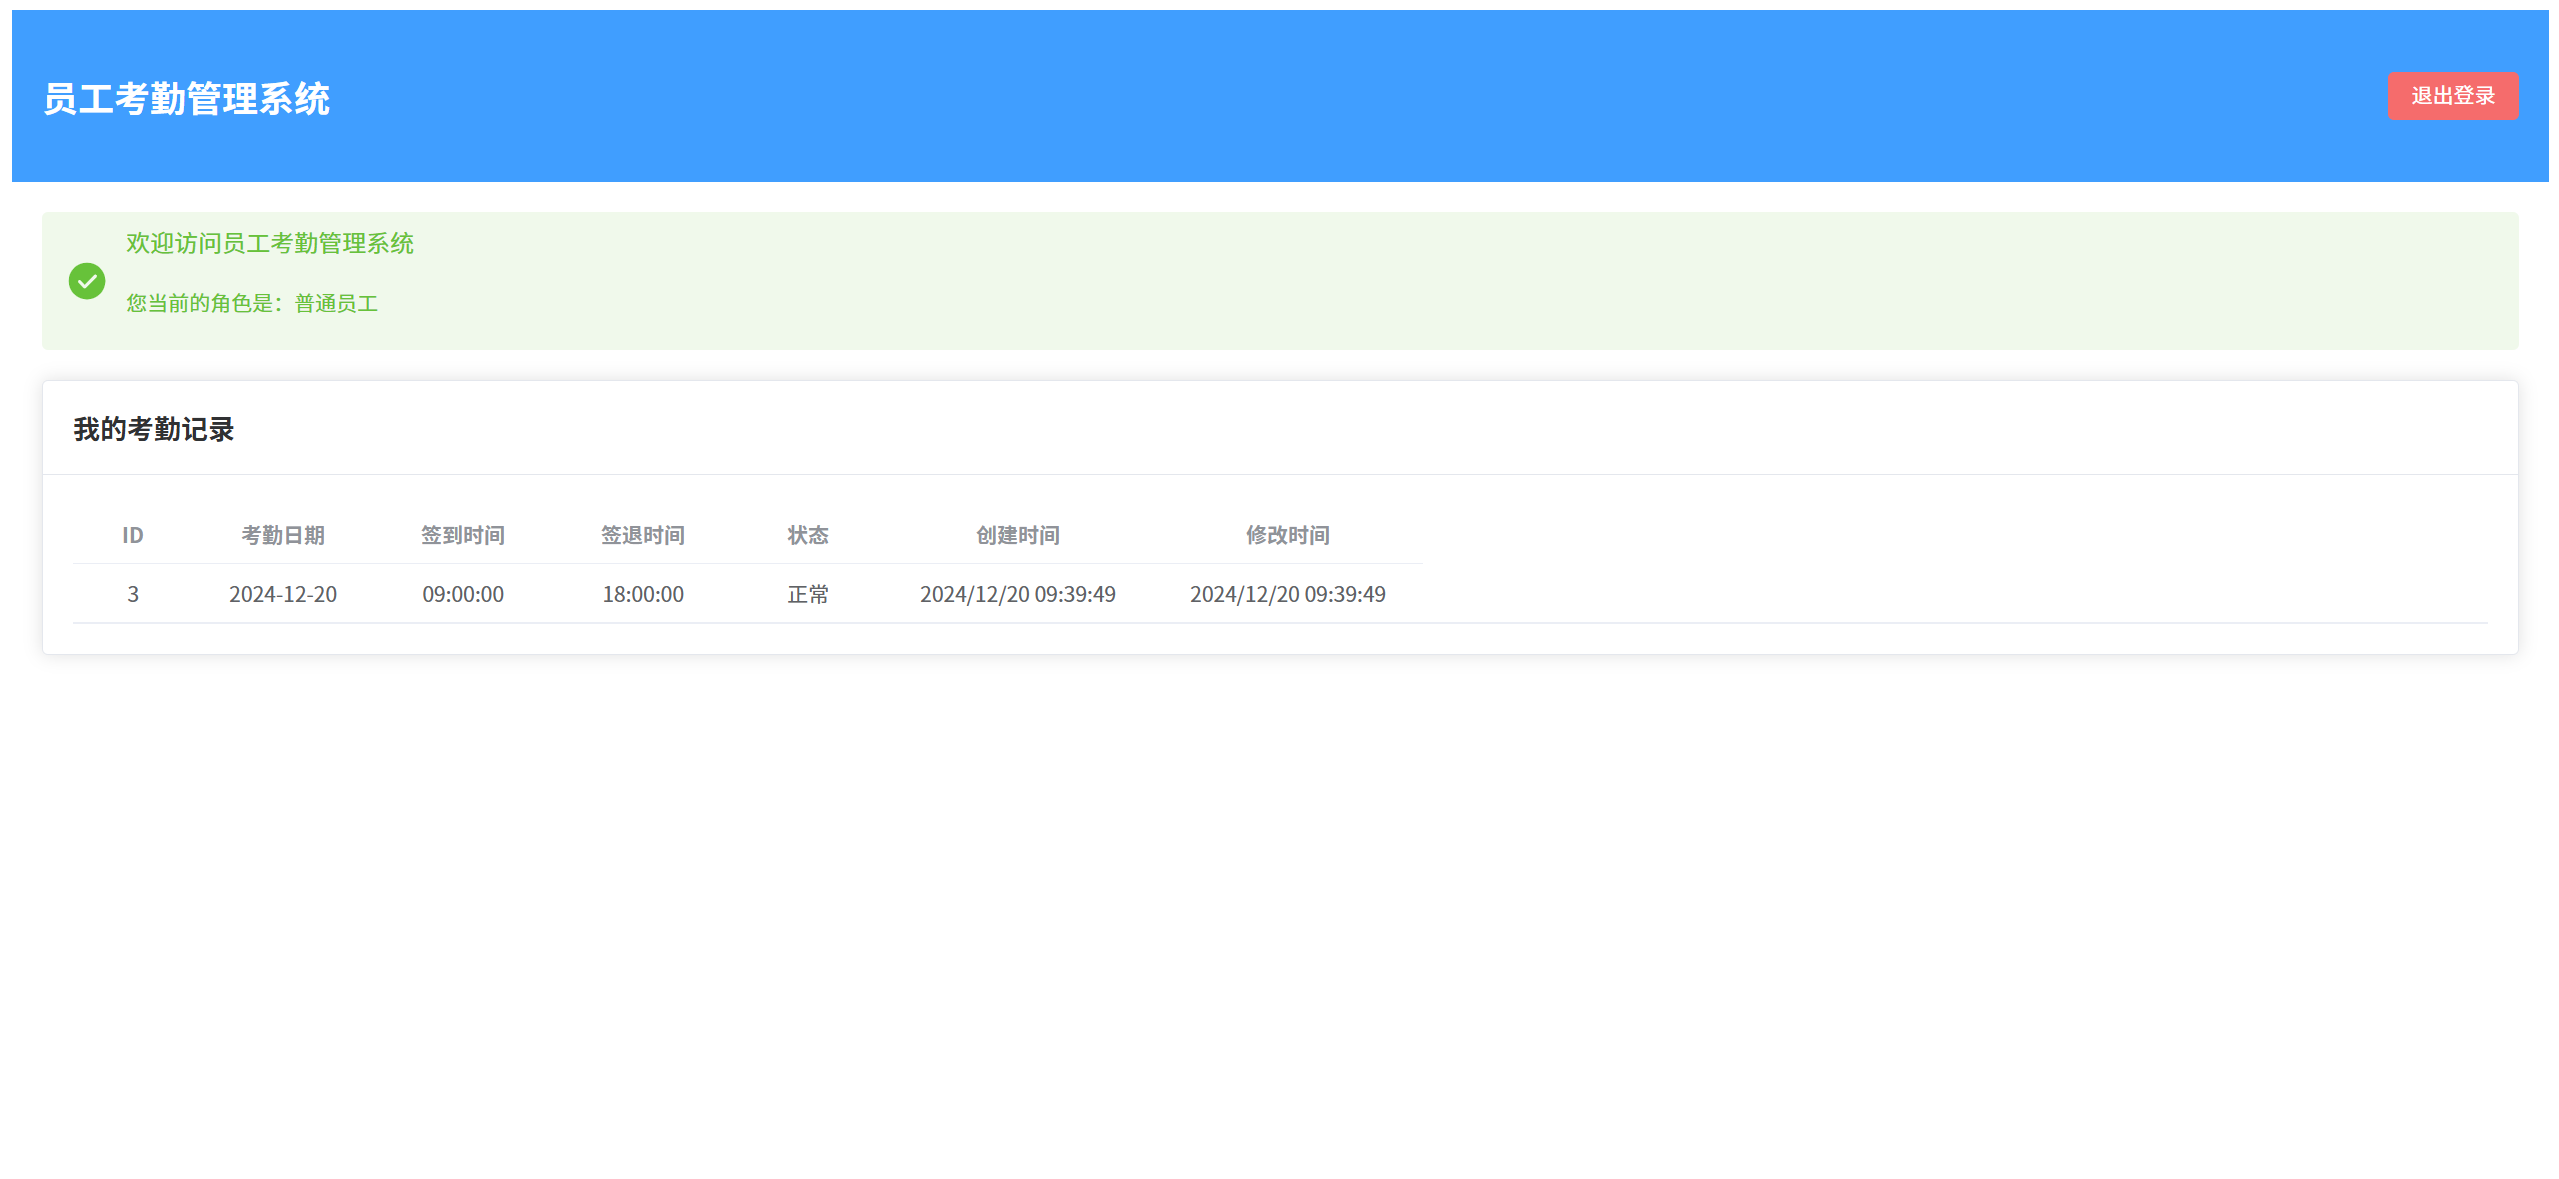 员工考勤管理系统
退出登录
欢迎访问员工考勤管理系统
您当前的角色是：普通员工
我的考勤记录
ID 考勤日期 签到时间 签退时间 状态 创建时间 修改时间
3 2024-12-20 09:00:00 18:00:00 正常 2024/12/20 09:39:49 2024/12/20 09:39:49